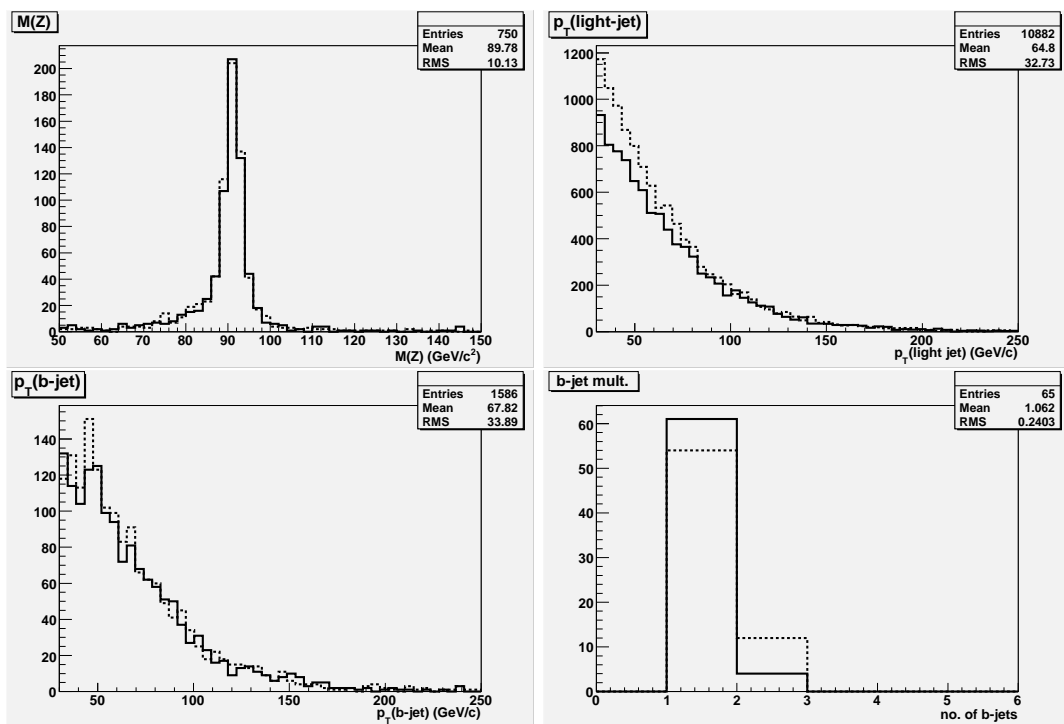 M(Z)
Entries 750
Mean 89.78
RMS 10.13
200
180
160
140
120
100
80
60
40
20
0
50 60 70 80 90 100 110 120 130 140 150
M(Z) (GeV/c²)
p_T(light-jet)
Entries 10882
Mean 64.8
RMS 32.73
1200
1000
800
600
400
200
0
50 100 150 200 250
p_T(light jet) (GeV/c)
p_T(b-jet)
Entries 1586
Mean 67.82
RMS 33.89
140
120
100
80
60
40
20
0
50 100 150 200 250
p_T(b-jet) (GeV/c)
b-jet mult.
Entries 65
Mean 1.062
RMS 0.2403
60
50
40
30
20
10
0
0 1 2 3 4 5 6
no. of b-jets